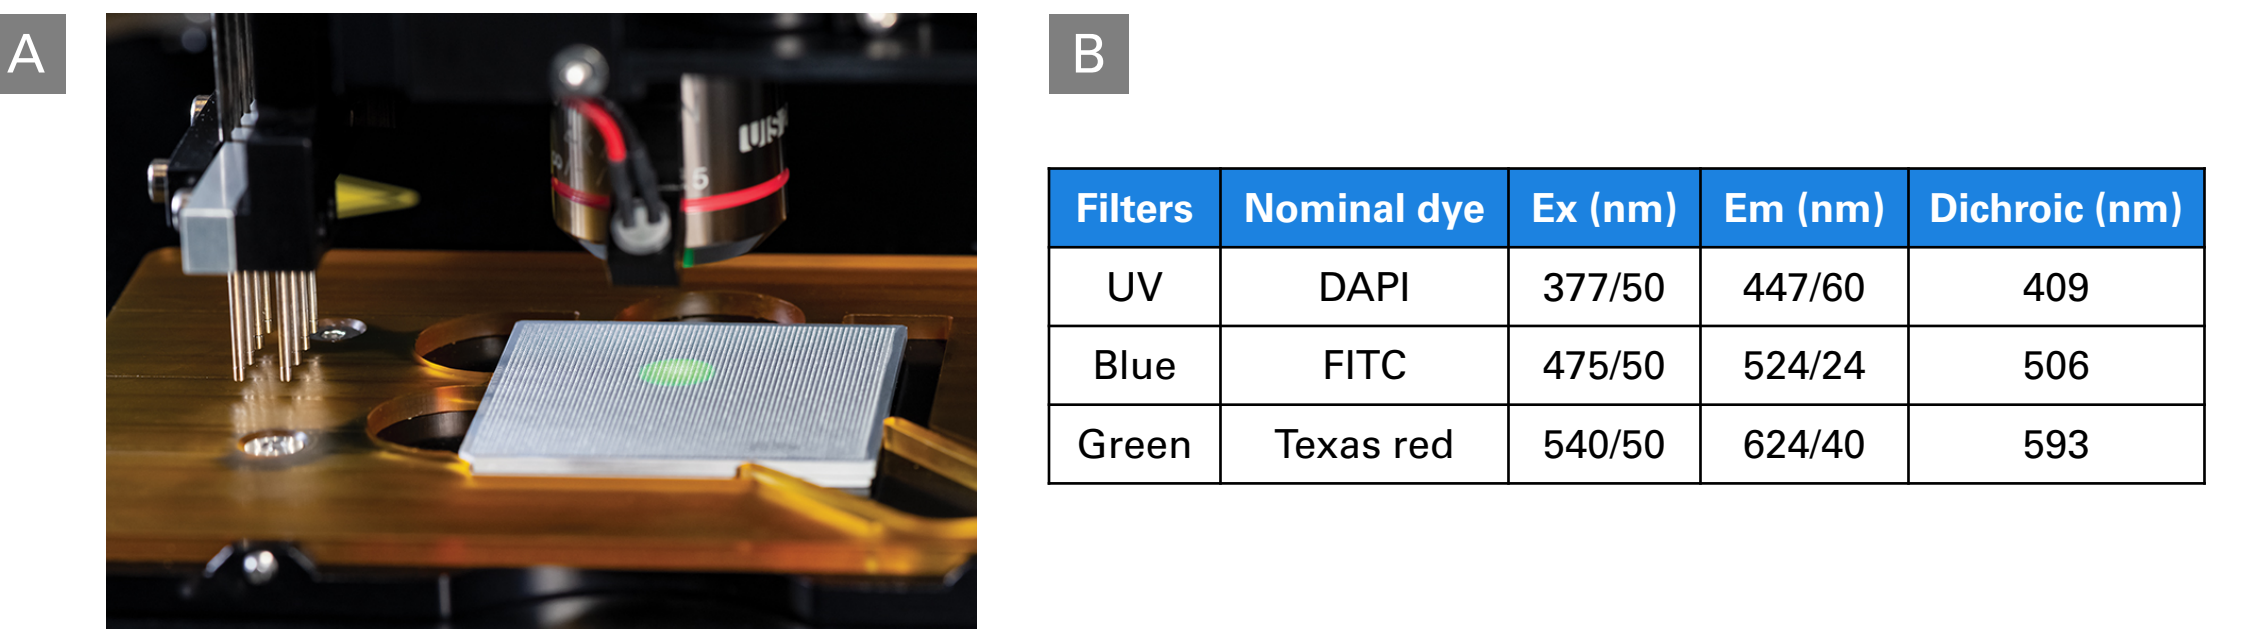 A
B
Filters Nominal dye Ex (nm) Em (nm) Dichroic (nm)
UV DAPI 377/50 447/60 409
Blue FITC 475/50 524/24 506
Green Texas red 540/50 624/40 593